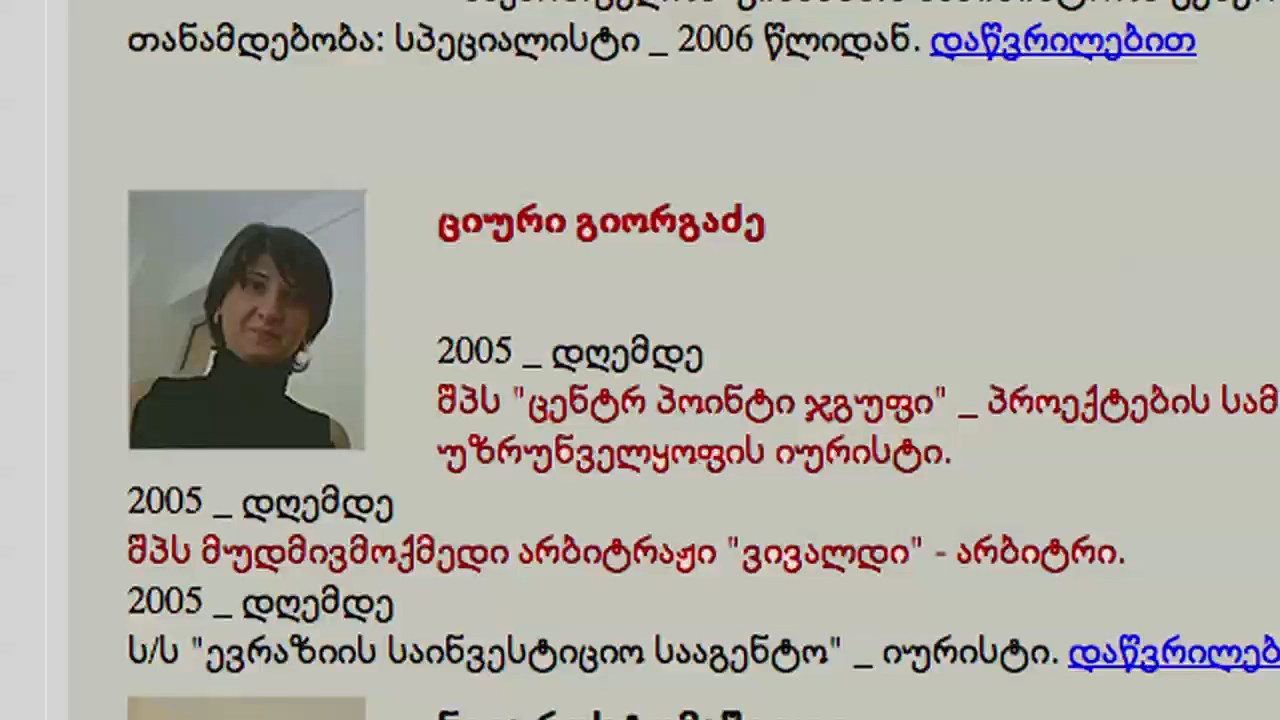 თანამდებობა: სპეციალისტი _ 2006 წლიდან. დაწვრილებით
ციური გიორგაძე
2005 _ დღემდე
შპს "ცენტრ პოინტი ჯგუფი" _ პროექტების სამ
უზრუნველყოფის იურისტი.
2005 _ დღემდე
შპს მუდმივმოქმედი არბიტრაჟი "ვივალდი" - არბიტრი.
2005 _ დღემდე
ს/ს "ევრაზიის საინვესტიციო სააგენტო" _ იურისტი. დაწვრილებ